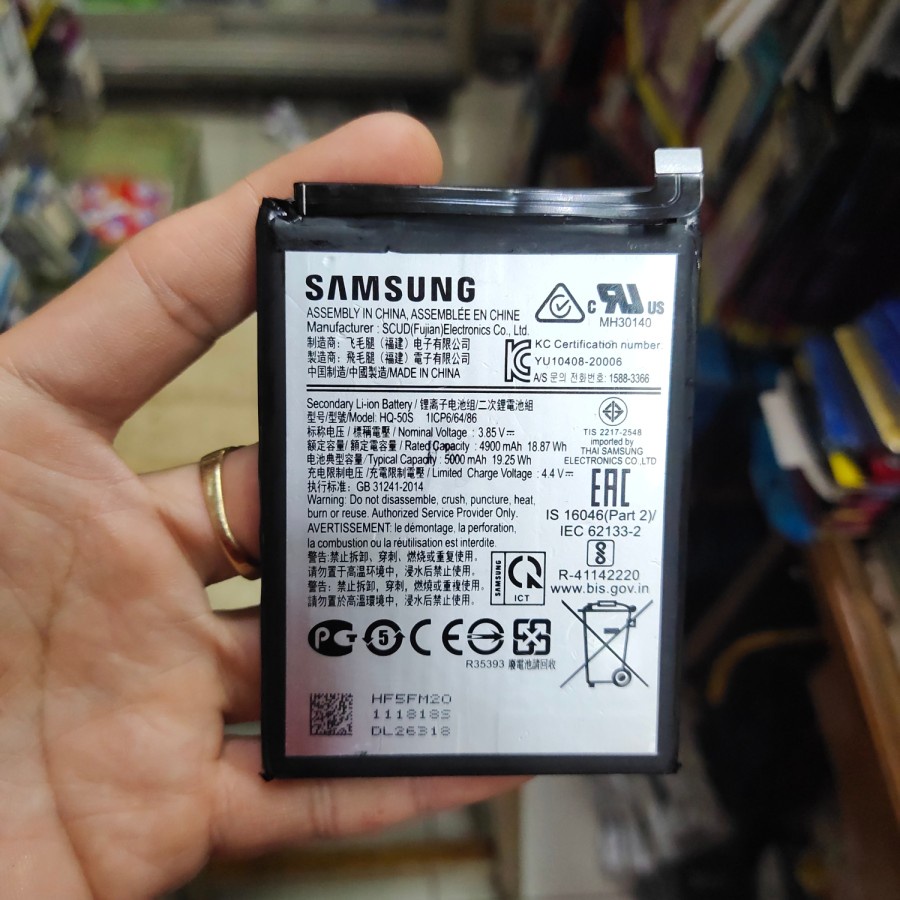 SAMSUNG
ASSEMBLY IN CHINA, ASSEMBLÉE EN CHINE
Manufacturer : SCUD(Fujian)Electronics Co., Ltd.
制造商: 飞毛腿（福建）电子有限公司
製造商: 飛毛腿（福建）電子有限公司
中国制造/中國製造/MADE IN CHINA
C UL US
MH30140
KC Certification number
YU10408-20006
A/S 문의 전화번호: 1588-3366
Secondary Li-ion Battery / 锂离子电池组/二次鋰電池組
型号/型號/Model: HQ-50S 1ICP6/64/86
标称电压 / 標稱電壓 / Nominal Voltage : 3.85 V ⎓
额定容量/ 額定電容量 / Rated Capacity : 4900 mAh 18.87 Wh
电池典型容量/ Typical Capacity : 5000 mAh 19.25 Wh
充电限制电压 /充電限制電壓 / Limited Charge Voltage : 4.4 V ⎓
执行标准: GB 31241-2014
Warning: Do not disassemble, crush, puncture, heat,
burn or reuse. Authorized Service Provider Only.
AVERTISSEMENT: le démontage, la perforation,
la combustion ou la réutilisation est interdite.
警告:禁止拆卸、穿刺、燃烧或重复使用。
请勿置于高温环境中，浸水后禁止使用。
警告: 禁止拆卸、穿刺、燃燒或重複使用。
請勿置於高溫環境中，浸水後禁止使用。
TIS 2217-2548
imported by
THAI SAMSUNG
ELECTRONICS CO.,LTD
EAC
IS 16046(Part 2)/
IEC 62133-2
R-41142220
www.bis.gov.in
SAMSUNG
ICT
PG 5 CE
R35393 廢電池請回收
HF5FM20
111818S
DL26318